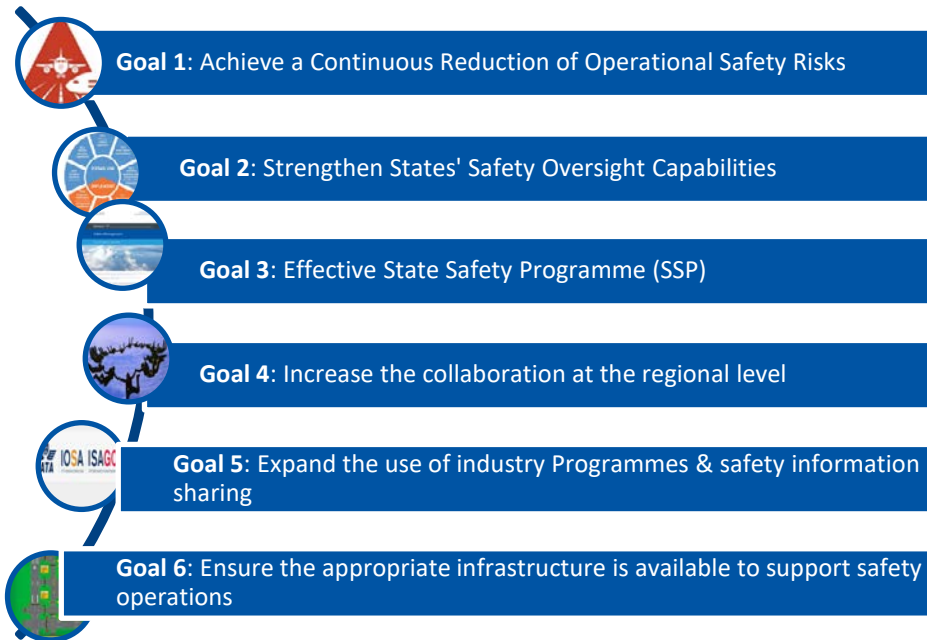 Goal 1: Achieve a Continuous Reduction of Operational Safety Risks
Goal 2: Strengthen States' Safety Oversight Capabilities
Goal 3: Effective State Safety Programme (SSP)
Goal 4: Increase the collaboration at the regional level
IOSA ISAGO
Goal 5: Expand the use of industry Programmes & safety information
sharing
Goal 6: Ensure the appropriate infrastructure is available to support safety
operations